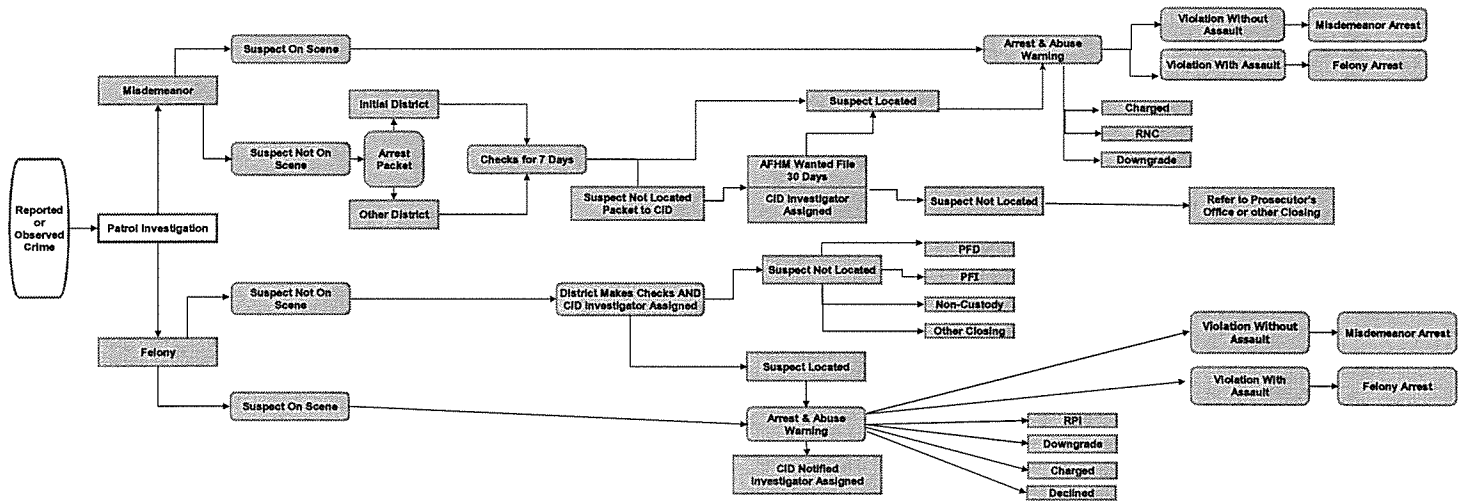 Reported
or
Observed
Crime
Patrol Investigation
Misdemeanor
Suspect On Scene
Suspect Not On
Scene
Arrest
Packet
Initial District
Other District
Checks for 7 Days
Suspect Not Located
Packet to CID
Suspect Located
AFHM Wanted File
30 Days
CID Investigator
Assigned
Suspect Not Located
Refer to Prosecutor's
Office or other Closing
Arrest & Abuse
Warning
Violation Without
Assault
Misdemeanor Arrest
Violation With Assault
Felony Arrest
Charged
RNC
Downgrade
Felony
Suspect Not On
Scene
District Makes Checks AND
CID Investigator Assigned
Suspect Not Located
PFD
PFI
Non-Custody
Other Closing
Suspect Located
Suspect On Scene
Arrest & Abuse
Warning
CID Notified
Investigator Assigned
Violation Without
Assault
Misdemeanor Arrest
Violation With
Assault
Felony Arrest
RPI
Downgrade
Charged
Declined